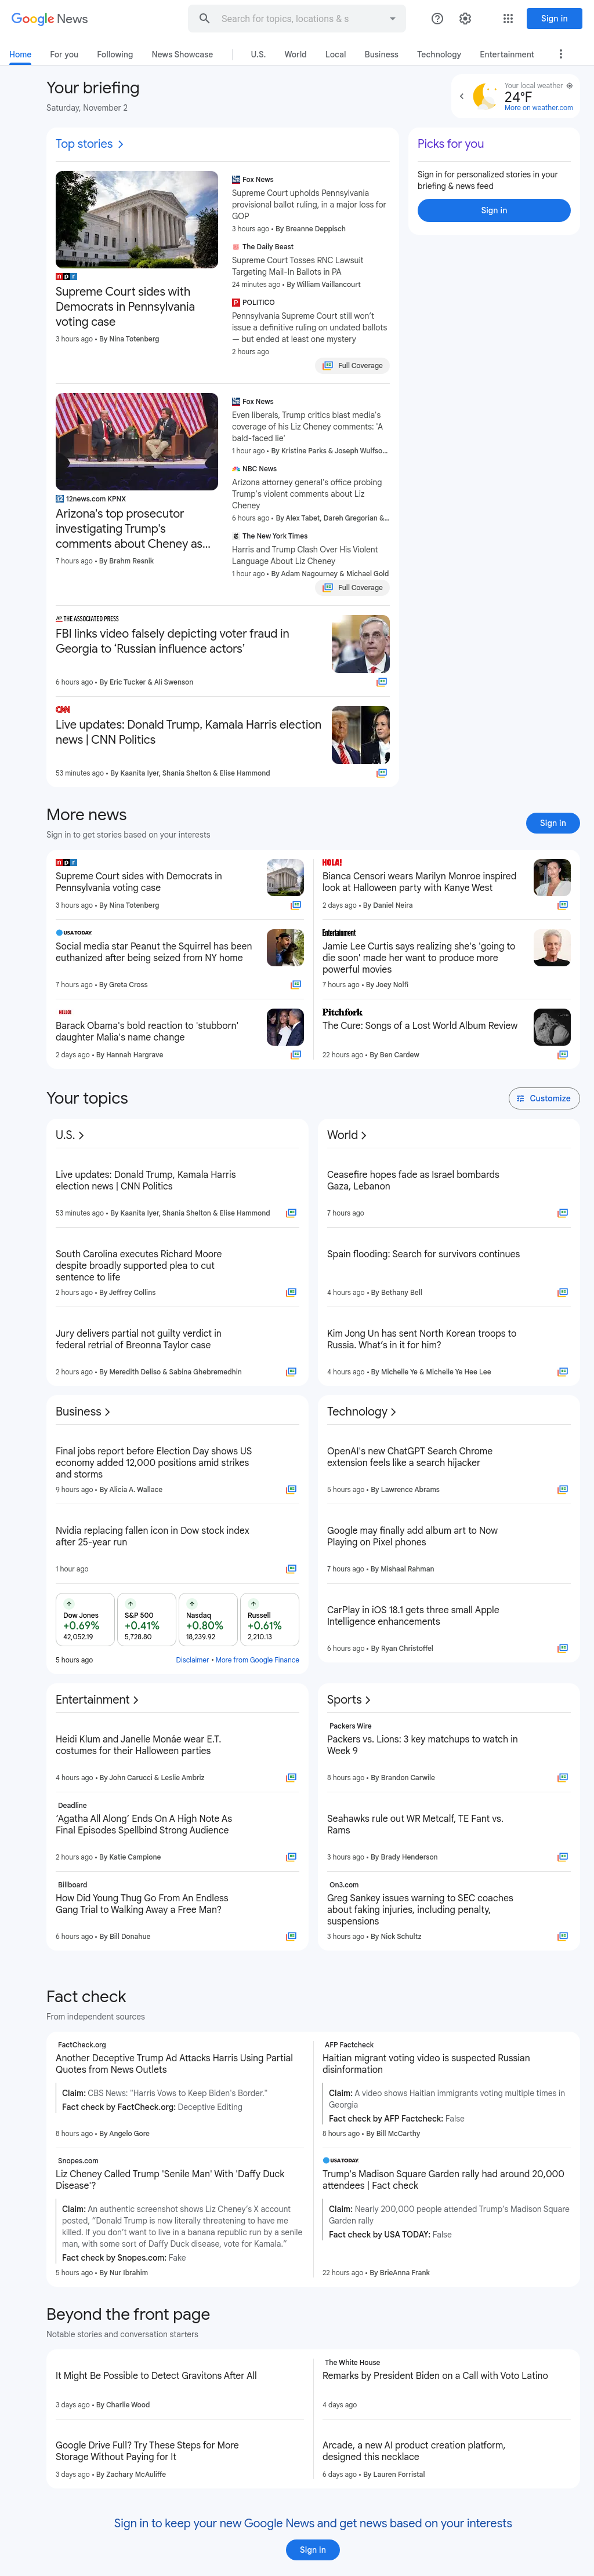 Google News
Search for topics, locations & s
Sign in
Home
For you
Following
News Showcase
U.S.
World
Local
Business
Technology
Entertainment
Your briefing
Saturday, November 2
Your local weather
24°F
More on weather.com
Top stories
npr
Supreme Court sides with
Democrats in Pennsylvania
voting case
3 hours ago • By Nina Totenberg
Fox News
Supreme Court upholds Pennsylvania
provisional ballot ruling, in a major loss for
GOP
3 hours ago • By Breanne Deppisch
The Daily Beast
Supreme Court Tosses RNC Lawsuit
Targeting Mail-In Ballots in PA
24 minutes ago • By William Vaillancourt
POLITICO
Pennsylvania Supreme Court still won't
issue a definitive ruling on undated ballots
— but ended at least one mystery
2 hours ago
Full Coverage
Picks for you
Sign in for personalized stories in your
briefing & news feed
Sign in
12news.com KPNX
Arizona's top prosecutor
investigating Trump's
comments about Cheney as...
7 hours ago • By Brahm Resnik
Fox News
Even liberals, Trump critics blast media's
coverage of his Liz Cheney comments: 'A
bald-faced lie'
1 hour ago • By Kristine Parks & Joseph Wulfso...
NBC News
Arizona attorney general's office probing
Trump's violent comments about Liz
Cheney
6 hours ago • By Alex Tabet, Dareh Gregorian &...
The New York Times
Harris and Trump Clash Over His Violent
Language About Liz Cheney
1 hour ago • By Adam Nagourney & Michael Gold
Full Coverage
AP THE ASSOCIATED PRESS
FBI links video falsely depicting voter fraud in
Georgia to ‘Russian influence actors’
6 hours ago • By Eric Tucker & Ali Swenson
CNN
Live updates: Donald Trump, Kamala Harris election
news | CNN Politics
53 minutes ago • By Kaanita Iyer, Shania Shelton & Elise Hammond
More news
Sign in to get stories based on your interests
Sign in
npr
Supreme Court sides with Democrats in
Pennsylvania voting case
3 hours ago • By Nina Totenberg
USA TODAY
Social media star Peanut the Squirrel has been
euthanized after being seized from NY home
7 hours ago • By Greta Cross
HELLO!
Barack Obama's bold reaction to 'stubborn'
daughter Malia's name change
2 days ago • By Hannah Hargrave
HOLA!
Bianca Censori wears Marilyn Monroe inspired
look at Halloween party with Kanye West
2 days ago • By Daniel Neira
Entertainment
Jamie Lee Curtis says realizing she's 'going to
die soon' made her want to produce more
powerful movies
7 hours ago • By Joey Nolfi
Pitchfork
The Cure: Songs of a Lost World Album Review
22 hours ago • By Ben Cardew
Your topics
Customize
U.S.
Live updates: Donald Trump, Kamala Harris
election news | CNN Politics
53 minutes ago • By Kaanita Iyer, Shania Shelton & Elise Hammond
South Carolina executes Richard Moore
despite broadly supported plea to cut
sentence to life
2 hours ago • By Jeffrey Collins
Jury delivers partial not guilty verdict in
federal retrial of Breonna Taylor case
2 hours ago • By Meredith Deliso & Sabina Ghebremedhin
World
Ceasefire hopes fade as Israel bombards
Gaza, Lebanon
7 hours ago
Spain flooding: Search for survivors continues
4 hours ago • By Bethany Bell
Kim Jong Un has sent North Korean troops to
Russia. What's in it for him?
4 hours ago • By Michelle Ye & Michelle Ye Hee Lee
Business
Final jobs report before Election Day shows US
economy added 12,000 positions amid strikes
and storms
9 hours ago • By Alicia A. Wallace
Nvidia replacing fallen icon in Dow stock index
after 25-year run
1 hour ago
Dow Jones
+0.69%
42,052.19
S&P 500
+0.41%
5,728.80
Nasdaq
+0.80%
18,239.92
Russell
+0.61%
2,210.13
5 hours ago
Disclaimer • More from Google Finance
Technology
OpenAI's new ChatGPT Search Chrome
extension feels like a search hijacker
5 hours ago • By Lawrence Abrams
Google may finally add album art to Now
Playing on Pixel phones
7 hours ago • By Mishaal Rahman
CarPlay in iOS 18.1 gets three small Apple
Intelligence enhancements
6 hours ago • By Ryan Christoffel
Entertainment
Heidi Klum and Janelle Monáe wear E.T.
costumes for their Halloween parties
4 hours ago • By John Carucci & Leslie Ambriz
Deadline
‘Agatha All Along’ Ends On A High Note As
Final Episodes Spellbind Strong Audience
2 hours ago • By Katie Campione
Billboard
How Did Young Thug Go From An Endless
Gang Trial to Walking Away a Free Man?
6 hours ago • By Bill Donahue
Sports
Packers Wire
Packers vs. Lions: 3 key matchups to watch in
Week 9
8 hours ago • By Brandon Carwile
Seahawks rule out WR Metcalf, TE Fant vs.
Rams
3 hours ago • By Brady Henderson
On3.com
Greg Sankey issues warning to SEC coaches
about faking injuries, including penalty,
suspensions
3 hours ago • By Nick Schultz
Fact check
From independent sources
FactCheck.org
Another Deceptive Trump Ad Attacks Harris Using Partial
Quotes from News Outlets
Claim: CBS News: "Harris Vows to Keep Biden's Border."
Fact check by FactCheck.org: Deceptive Editing
8 hours ago • By Angelo Gore
Snopes.com
Liz Cheney Called Trump 'Senile Man' With 'Daffy Duck
Disease'?
Claim: An authentic screenshot shows Liz Cheney's X account
posted, “Donald Trump is now literally threatening to have me
killed. If you don't want to live in a banana republic run by a senile
man, with some sort of Daffy Duck disease, vote for Kamala.”
Fact check by Snopes.com: Fake
5 hours ago • By Nur Ibrahim
AFP Factcheck
Haitian migrant voting video is suspected Russian
disinformation
Claim: A video shows Haitian immigrants voting multiple times in
Georgia
Fact check by AFP Factcheck: False
8 hours ago • By Bill McCarthy
USA TODAY
Trump's Madison Square Garden rally had around 20,000
attendees | Fact check
Claim: Nearly 200,000 people attended Trump's Madison Square
Garden rally
Fact check by USA TODAY: False
22 hours ago • By BrieAnna Frank
Beyond the front page
Notable stories and conversation starters
It Might Be Possible to Detect Gravitons After All
3 days ago • By Charlie Wood
Google Drive Full? Try These Steps for More
Storage Without Paying for It
3 days ago • By Zachary McAuliffe
The White House
Remarks by President Biden on a Call with Voto Latino
4 days ago
Arcade, a new AI product creation platform,
designed this necklace
6 days ago • By Lauren Forristal
Sign in to keep your new Google News and get news based on your interests
Sign in